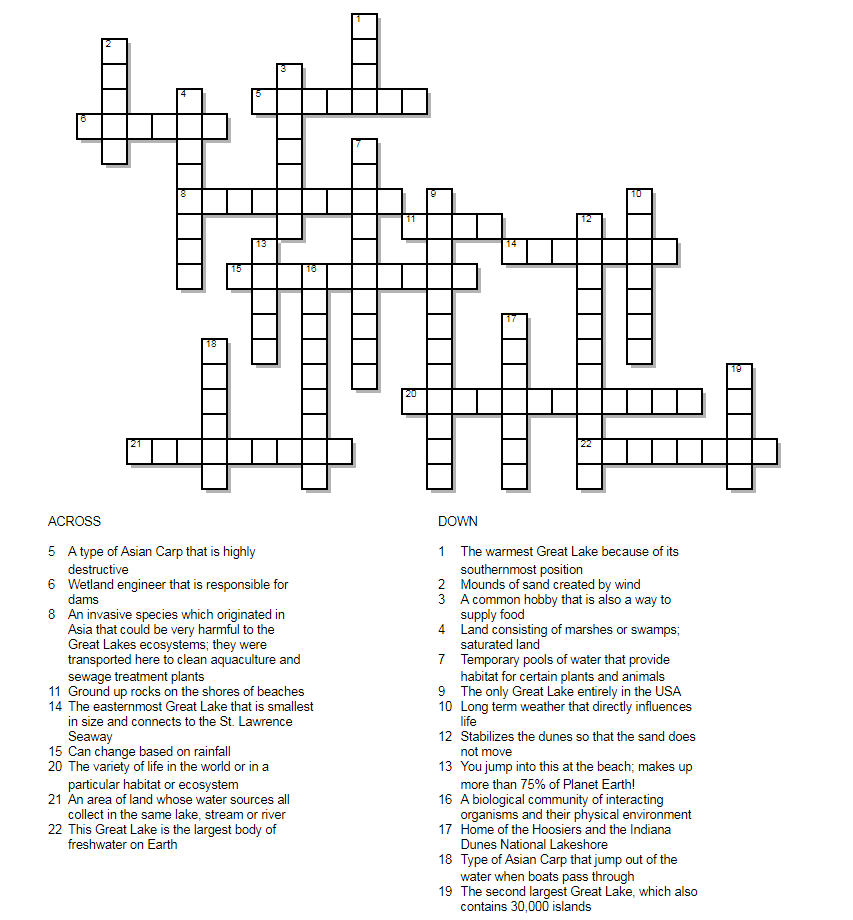 1
2
3
4
5
6
7
8
9
10
11
12
13
14
15
16
17
18
19
20
21
22
ACROSS
5 A type of Asian Carp that is highly
destructive
6 Wetland engineer that is responsible for
dams
8 An invasive species which originated in
Asia that could be very harmful to the
Great Lakes ecosystems; they were
transported here to clean aquaculture and
sewage treatment plants
11 Ground up rocks on the shores of beaches
14 The easternmost Great Lake that is smallest
in size and connects to the St. Lawrence
Seaway
15 Can change based on rainfall
20 The variety of life in the world or in a
particular habitat or ecosystem
21 An area of land whose water sources all
collect in the same lake, stream or river
22 This Great Lake is the largest body of
freshwater on Earth
DOWN
1 The warmest Great Lake because of its
southernmost position
2 Mounds of sand created by wind
3 A common hobby that is also a way to
supply food
4 Land consisting of marshes or swamps;
saturated land
7 Temporary pools of water that provide
habitat for certain plants and animals
9 The only Great Lake entirely in the USA
10 Long term weather that directly influences
life
12 Stabilizes the dunes so that the sand does
not move
13 You jump into this at the beach; makes up
more than 75% of Planet Earth!
16 A biological community of interacting
organisms and their physical environment
17 Home of the Hoosiers and the Indiana
Dunes National Lakeshore
18 Type of Asian Carp that jump out of the
water when boats pass through
19 The second largest Great Lake, which also
contains 30,000 islands